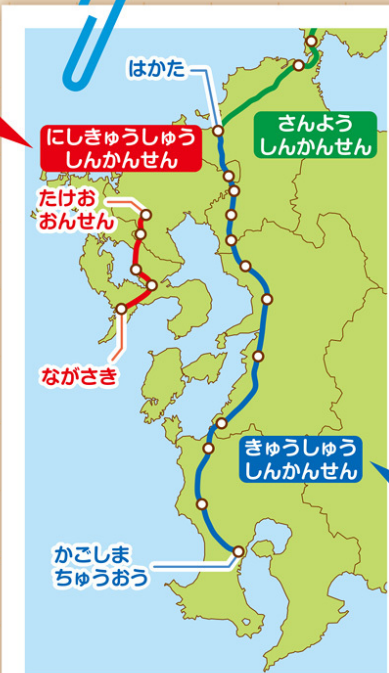 はかた
にしきゅうしゅう
しんかんせん
さんよう
しんかんせん
たけお
おんせん
ながさき
きゅうしゅう
しんかんせん
かごしま
ちゅうおう